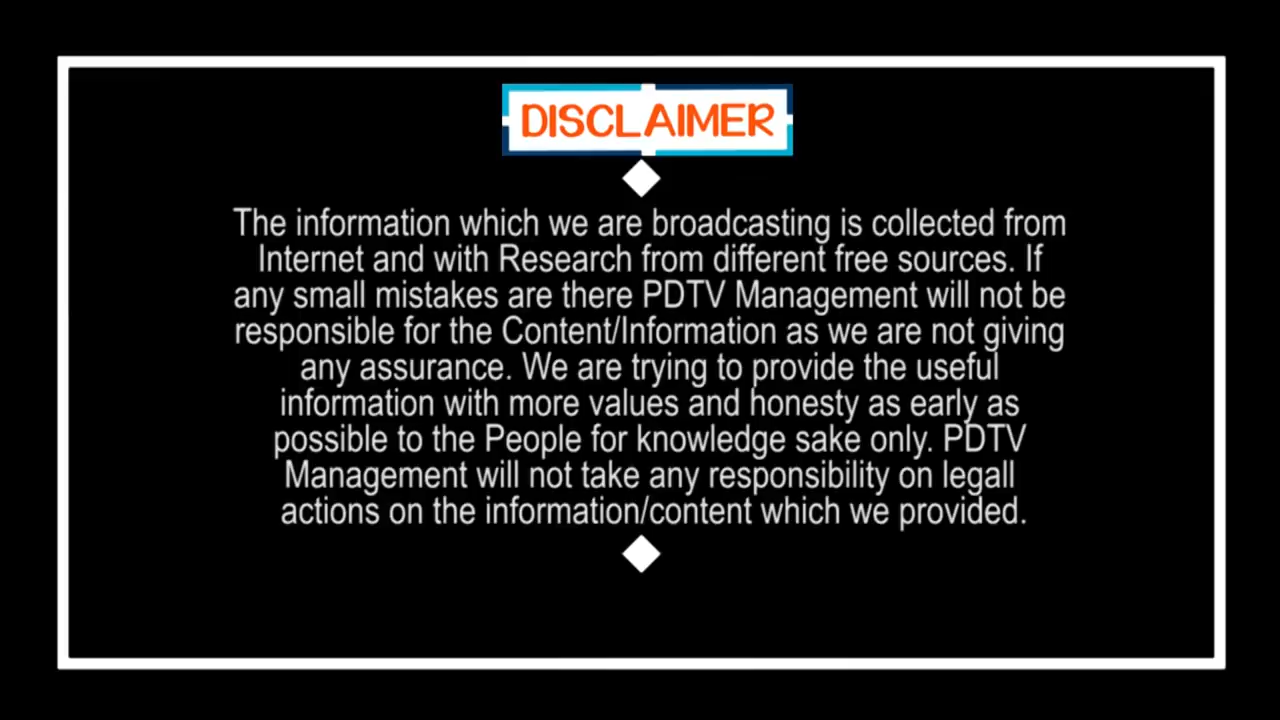 DISCLAIMER
The information which we are broadcasting is collected from
Internet and with Research from different free sources. If
any small mistakes are there PDTV Management will not be
responsible for the Content/Information as we are not giving
any assurance. We are trying to provide the useful
information with more values and honesty as early as
possible to the People for knowledge sake only. PDTV
Management will not take any responsibility on legall
actions on the information/content which we provided.